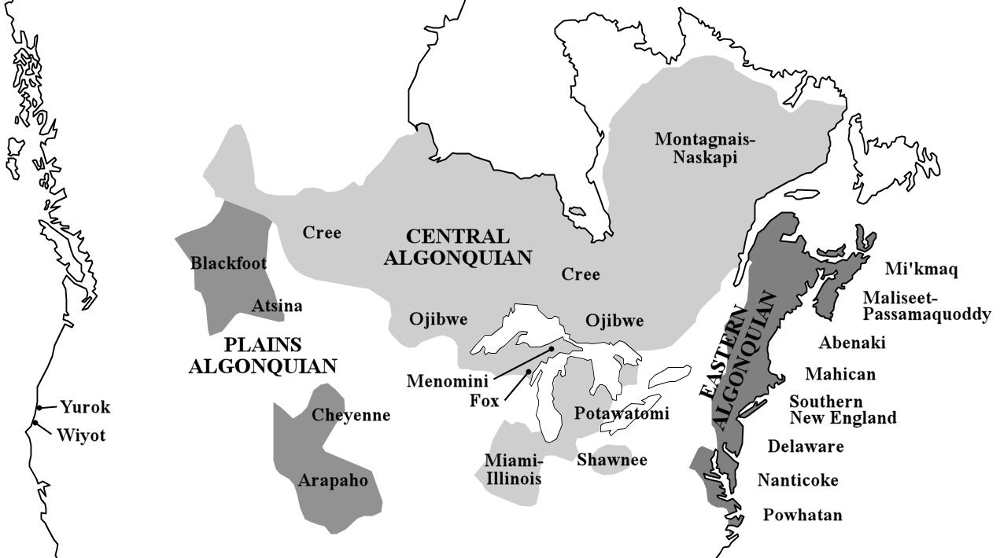 Montagnais-
Naskapi
Cree
CENTRAL
ALGONQUIAN
Blackfoot
Cree
Mi'kmaq
Atsina
Maliseet-
Passamaquoddy
Ojibwe
Ojibwe
PLAINS
ALGONQUIAN
EASTERN
ALGONQUIAN
Abenaki
Menomini
Fox
Mahican
Yurok
Wiyot
Cheyenne
Potawatomi
Southern
New England
Delaware
Miami-
Illinois
Shawnee
Arapaho
Nanticoke
Powhatan